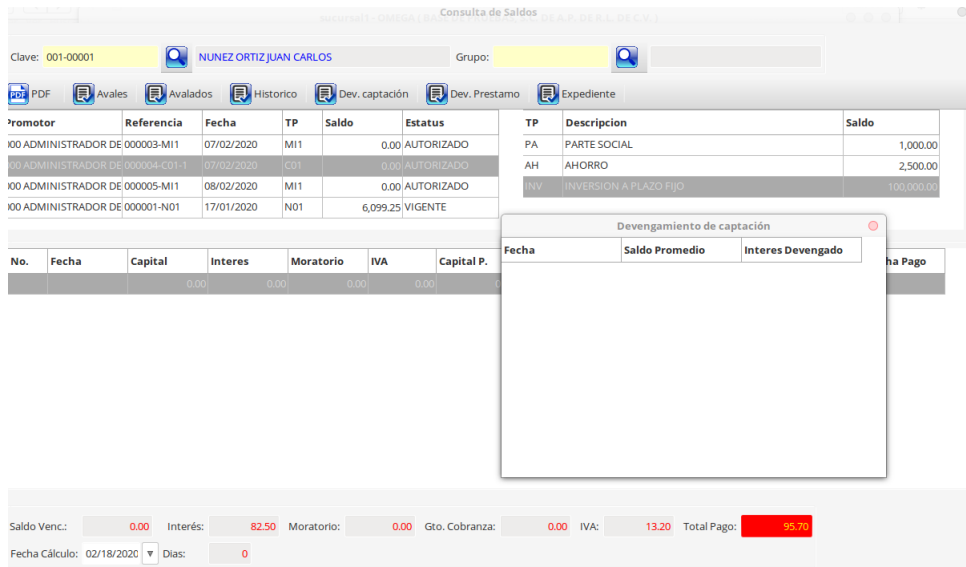 Consulta de Saldos
Clave: 001-00001 NUNEZ ORTIZ JUAN CARLOS Grupo:
PDF PDF Avales Avalados Historico Dev. captación Dev. Prestamo Expediente
Promotor Referencia Fecha TP Saldo Estatus
000 ADMINISTRADOR DE 000003-MI1 07/02/2020 MI1 0.00 AUTORIZADO
000 ADMINISTRADOR DE 000004-C01-1 07/02/2020 C01 0.00 AUTORIZADO
000 ADMINISTRADOR DE 000005-MI1 08/02/2020 MI1 0.00 AUTORIZADO
000 ADMINISTRADOR DE 000001-N01 17/01/2020 N01 6,099.25 VIGENTE
TP Descripcion Saldo
PA PARTE SOCIAL 1,000.00
AH AHORRO 2,500.00
INV INVERSION A PLAZO FIJO 100,000.00
Devengamiento de captación
Fecha Saldo Promedio Interes Devengado
No. Fecha Capital Interes Moratorio IVA Capital P. ha Pago
0.00 0.00 0.00 0.00 0
Saldo Venc.: 0.00 Interés: 82.50 Moratorio: 0.00 Gto. Cobranza: 0.00 IVA: 13.20 Total Pago: 95.70
Fecha Cálculo: 02/18/2020 Dias: 0